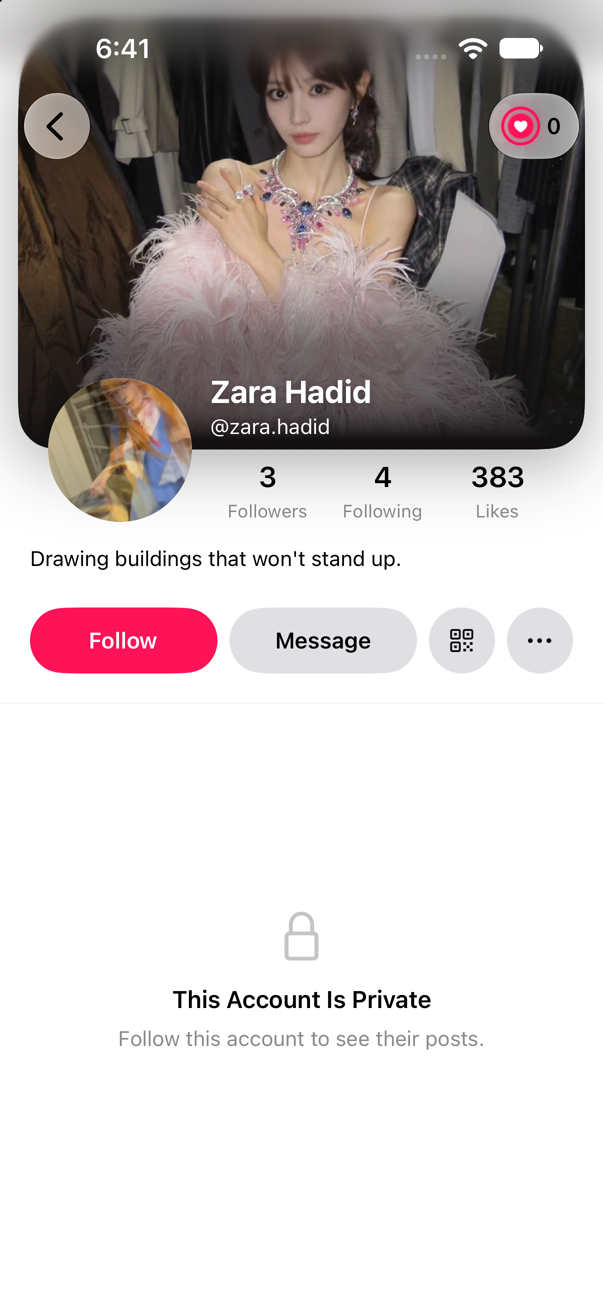 6:41
0
Zara Hadid
@zara.hadid
3 4 383
Followers Following Likes
Drawing buildings that won't stand up.
Follow Message
This Account Is Private
Follow this account to see their posts.